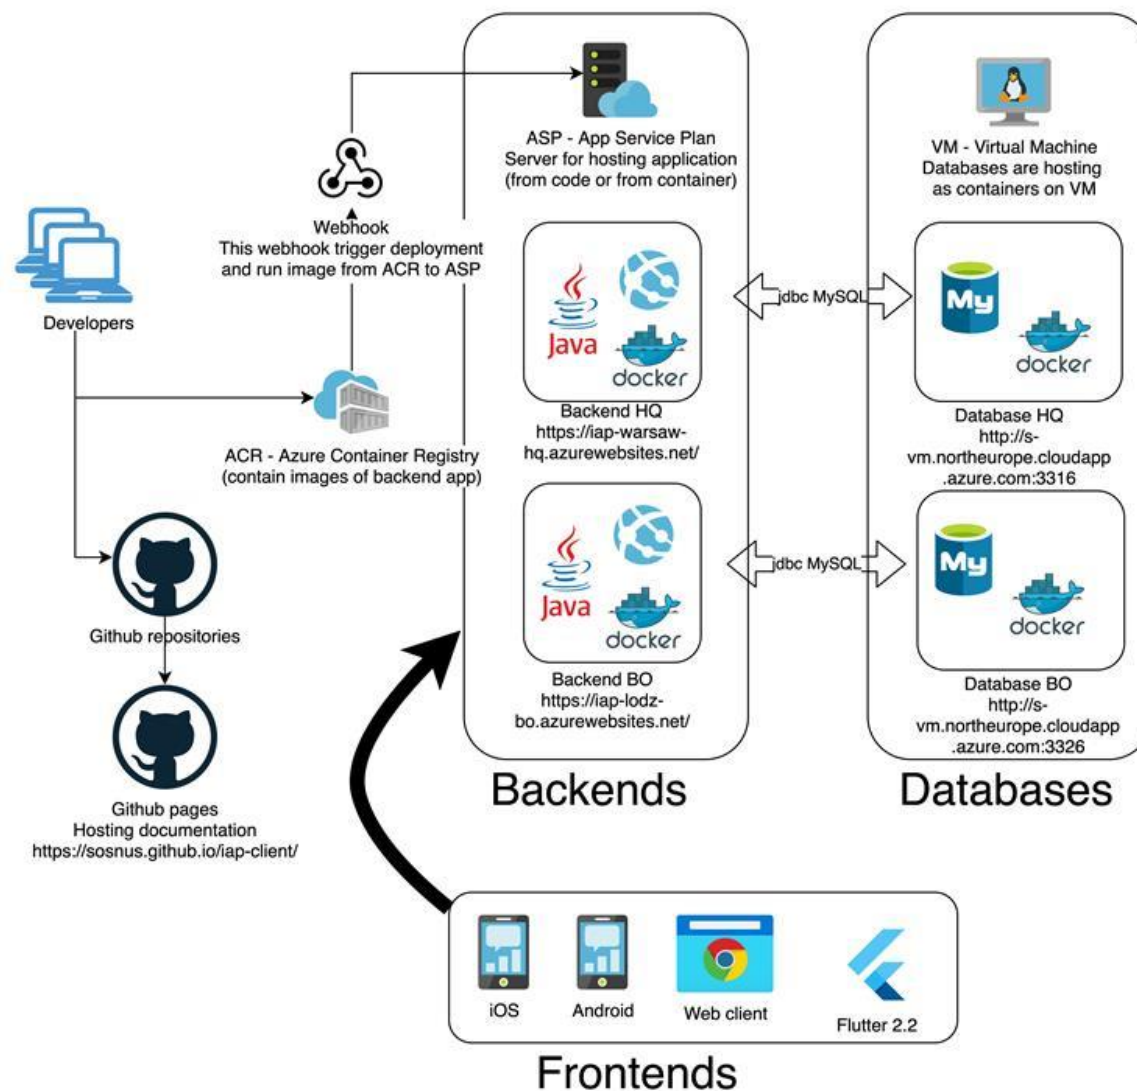 ASP - App Service Plan
Server for hosting application
(from code or from container)
VM - Virtual Machine
Databases are hosting
as containers on VM
Webhook
This webhook trigger deployment
and run image from ACR to ASP
Developers
Java
docker
jdbc MySQL
My
docker
ACR - Azure Container Registry
(contain images of backend app)
Backend HQ
https://iap-warsaw-
hq.azurewebsites.net/
Database HQ
http://s-
vm.northeurope.cloudapp
.azure.com:3316
Java
docker
jdbc MySQL
My
docker
Github repositories
Backend BO
https://iap-lodz-
bo.azurewebsites.net/
Database BO
http://s-
vm.northeurope.cloudapp
.azure.com:3326
Backends
Databases
Github pages
Hosting documentation
https://sosnus.github.io/iap-client/
iOS
Android
Web client
Flutter 2.2
Frontends